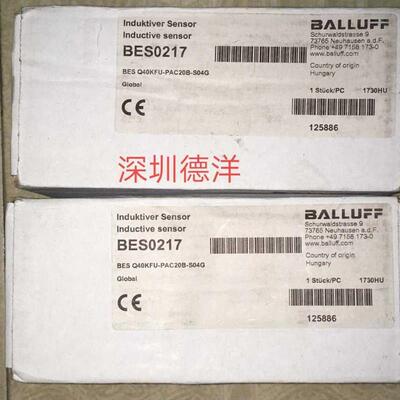 Induktiver Sensor
Inductive sensor
BES0217
BES Q40KFU-PAC20B-S04G
Global
CE
BALLUFF
Schurwaldstrasse 9
73765 Neuhausen a.d.F.
Phone +49 7158 173-0
www.balluff.com
Country of origin
Hungary
1 Stück/PC 1730HU
125886
深圳德洋
Induktiver Sensor
Inductive sensor
BES0217
BES Q40KFU-PAC20B-S04G
Global
CE
BALLUFF
Schurwaldstrasse 9
73765 Neuhausen a.d.F.
Phone +49 7158 173-0
www.balluff.com
Country of origin
Hungary
1 Stück/PC 1730HU
125886